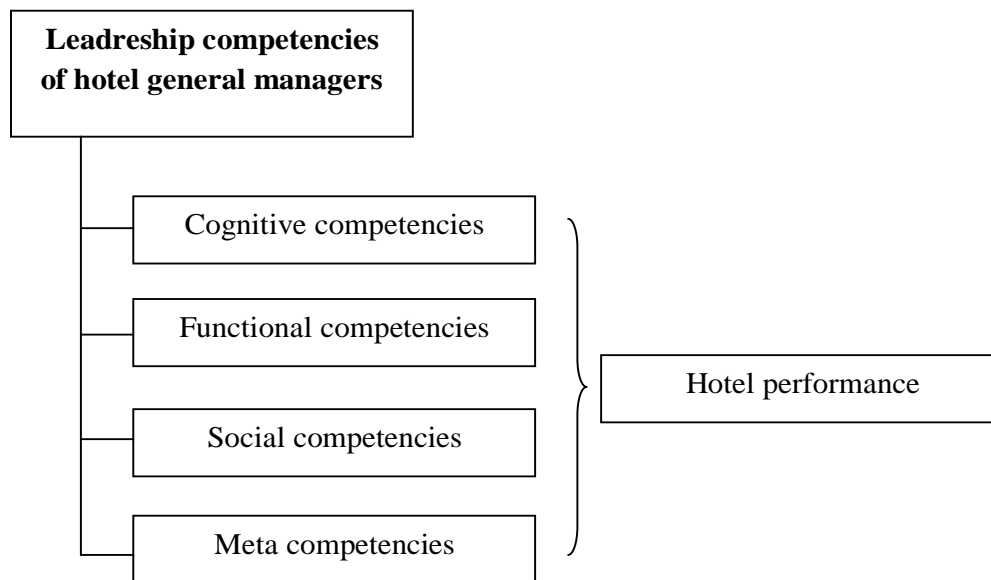 Leadreship competencies
of hotel general managers
Cognitive competencies
Functional competencies
Hotel performance
Social competencies
Meta competencies